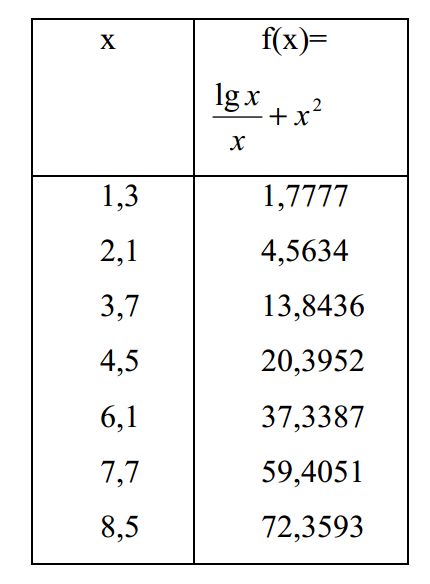 x f(x)=
lg x
x
+ x²
1,3 1,7777
2,1 4,5634
3,7 13,8436
4,5 20,3952
6,1 37,3387
7,7 59,4051
8,5 72,3593